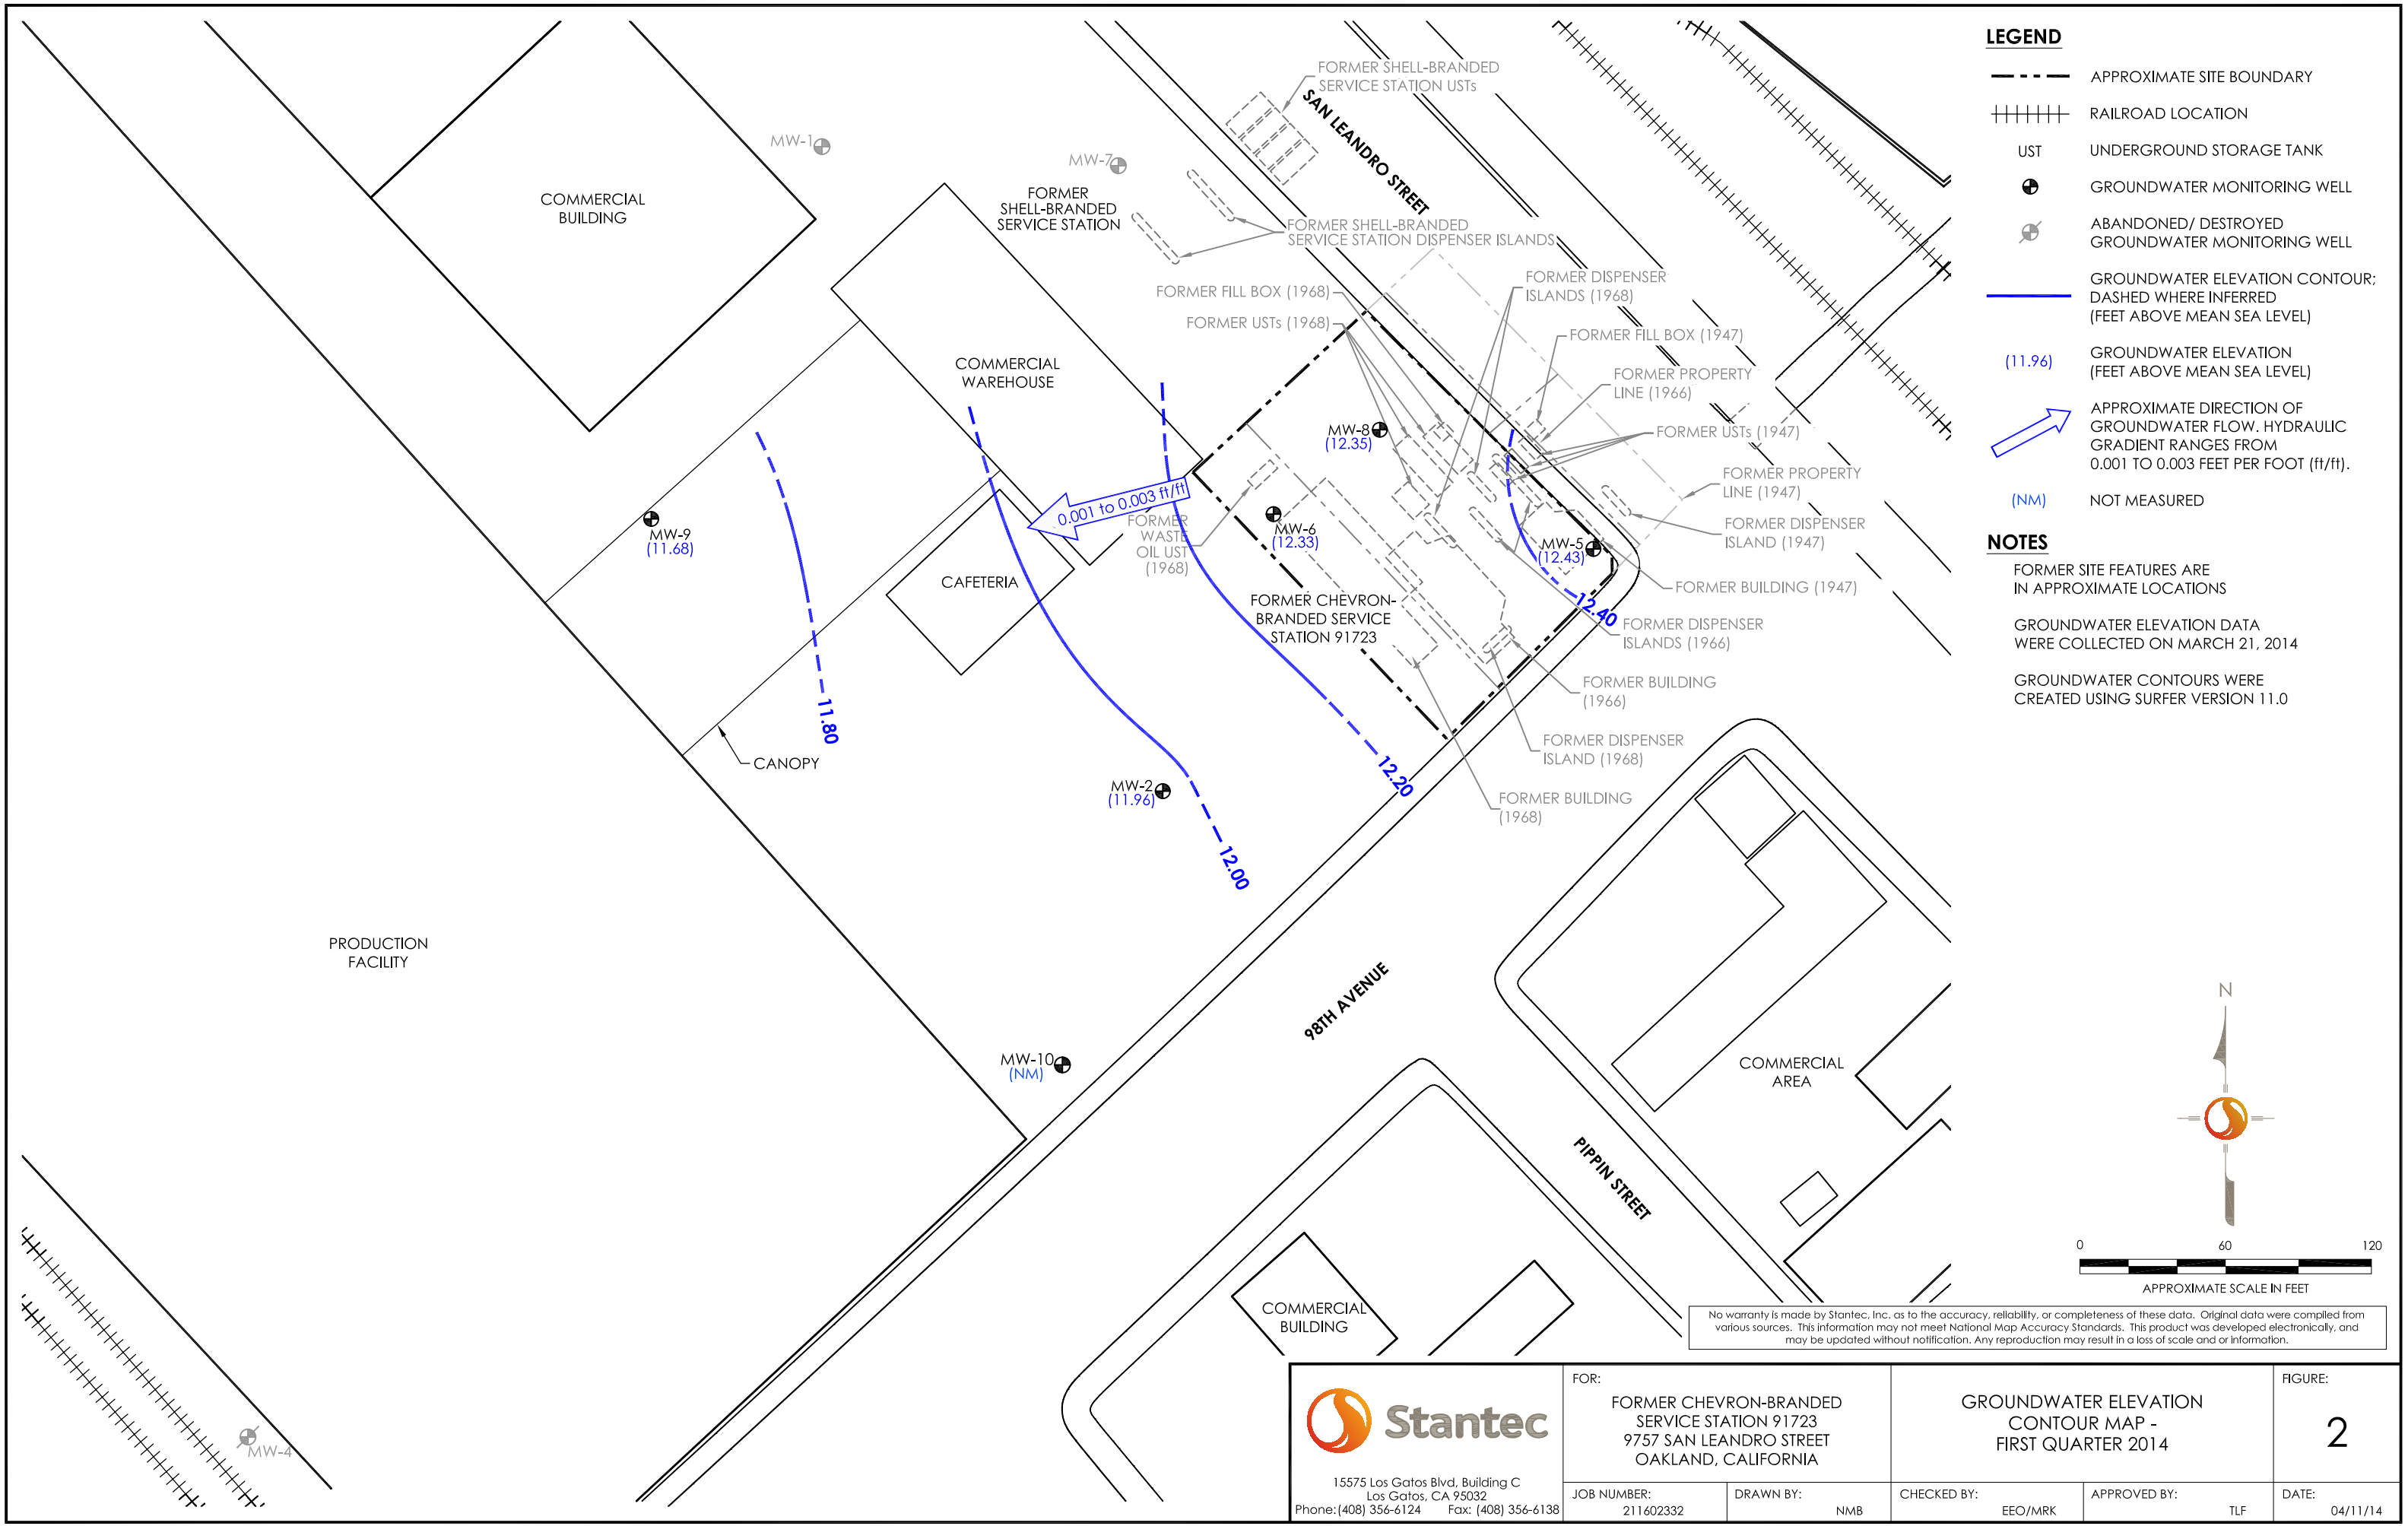 FORMER SHELL-BRANDED
SERVICE STATION USTs
SAN LEANDRO STREET
MW-1
MW-7
COMMERCIAL
BUILDING
FORMER
SHELL-BRANDED
SERVICE STATION
FORMER SHELL-BRANDED
SERVICE STATION DISPENSER ISLANDS
FORMER FILL BOX (1968)
FORMER DISPENSER
ISLANDS (1968)
FORMER USTs (1968)
FORMER FILL BOX (1947)
COMMERCIAL
WAREHOUSE
FORMER PROPERTY
LINE (1966)
MW-8
(12.35)
FORMER USTs (1947)
FORMER PROPERTY
LINE (1947)
0.001 to 0.003 ft/ft
MW-9
(11.68)
FORMER
WASTE
OIL UST
(1968)
MW-6
(12.33)
MW-5
(12.43)
FORMER DISPENSER
ISLAND (1947)
CAFETERIA
FORMER BUILDING (1947)
FORMER CHEVRON-
BRANDED SERVICE
STATION 91723
12.40
FORMER DISPENSER
ISLANDS (1966)
FORMER BUILDING
(1966)
11.80
CANOPY
FORMER DISPENSER
ISLAND (1968)
12.20
MW-2
(11.96)
FORMER BUILDING
(1968)
12.00
PRODUCTION
FACILITY
98TH AVENUE
MW-10
(NM)
COMMERCIAL
AREA
PIPPIN STREET
COMMERCIAL
BUILDING
MW-4
LEGEND
APPROXIMATE SITE BOUNDARY
RAILROAD LOCATION
UST UNDERGROUND STORAGE TANK
GROUNDWATER MONITORING WELL
ABANDONED/ DESTROYED
GROUNDWATER MONITORING WELL
GROUNDWATER ELEVATION CONTOUR;
DASHED WHERE INFERRED
(FEET ABOVE MEAN SEA LEVEL)
(11.96) GROUNDWATER ELEVATION
(FEET ABOVE MEAN SEA LEVEL)
APPROXIMATE DIRECTION OF
GROUNDWATER FLOW. HYDRAULIC
GRADIENT RANGES FROM
0.001 TO 0.003 FEET PER FOOT (ft/ft).
(NM) NOT MEASURED
NOTES
FORMER SITE FEATURES ARE
IN APPROXIMATE LOCATIONS
GROUNDWATER ELEVATION DATA
WERE COLLECTED ON MARCH 21, 2014
GROUNDWATER CONTOURS WERE
CREATED USING SURFER VERSION 11.0
N
0 60 120
APPROXIMATE SCALE IN FEET
No warranty is made by Stantec, Inc. as to the accuracy, reliability, or completeness of these data. Original data were compiled from
various sources. This information may not meet National Map Accuracy Standards. This product was developed electronically, and
may be updated without notification. Any reproduction may result in a loss of scale and or information.
Stantec
15575 Los Gatos Blvd, Building C
Los Gatos, CA 95032
Phone:(408) 356-6124 Fax: (408) 356-6138
FOR:
FORMER CHEVRON-BRANDED
SERVICE STATION 91723
9757 SAN LEANDRO STREET
OAKLAND, CALIFORNIA
GROUNDWATER ELEVATION
CONTOUR MAP -
FIRST QUARTER 2014
FIGURE:
2
JOB NUMBER:
211602332
DRAWN BY:
NMB
CHECKED BY:
EEO/MRK
APPROVED BY:
TLF
DATE:
04/11/14